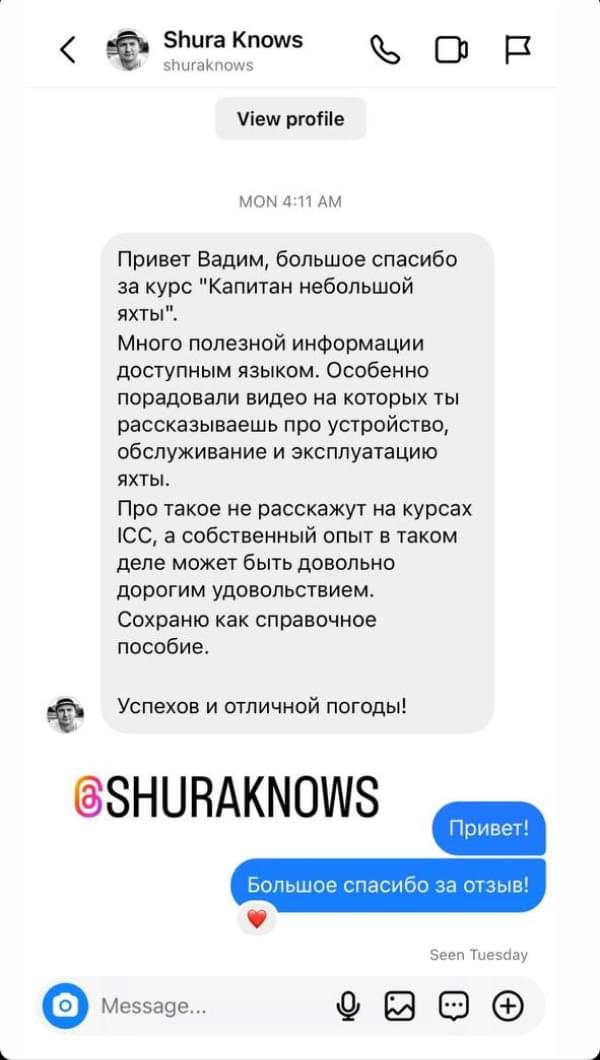 Shura Knows
shuraknows
View profile
MON 4:11 AM
Привет Вадим, большое спасибо
за курс "Капитан небольшой
яхты".
Много полезной информации
доступным языком. Особенно
порадовали видео на которых ты
рассказываешь про устройство,
обслуживание и эксплуатацию
яхты.
Про такое не расскажут на курсах
ICC, а собственный опыт в таком
деле может быть довольно
дорогим удовольствием.
Сохраню как справочное
пособие.
Успехов и отличной погоды!
@SHURAKNOWS
Привет!
Большое спасибо за отзыв!
Seen Tuesday
Message...